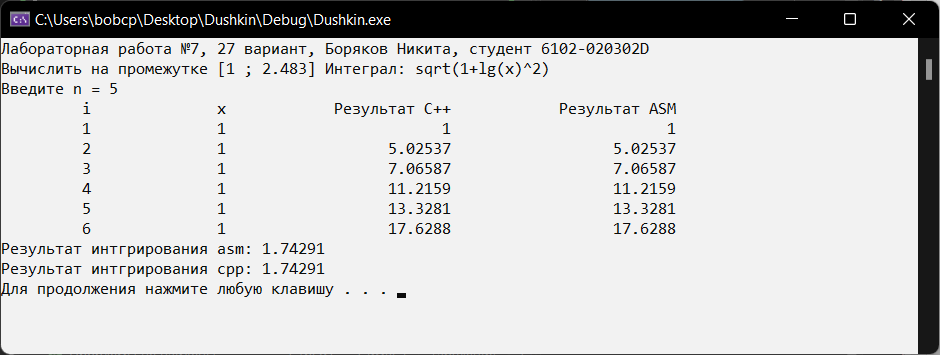 C:\Users\bobcp\Desktop\Dushkin\Debug\Dushkin.exe
Лабораторная работа №7, 27 вариант, Боряков Никита, студент 6102-020302D
Вычислить на промежутке [1 ; 2.483] Интеграл: sqrt(1+lg(x)^2)
Введите n = 5
i x Результат C++ Результат ASM
1 1 1 1
2 1 5.02537 5.02537
3 1 7.06587 7.06587
4 1 11.2159 11.2159
5 1 13.3281 13.3281
6 1 17.6288 17.6288
Результат интгрирования asm: 1.74291
Результат интгрирования cpp: 1.74291
Для продолжения нажмите любую клавишу . . .